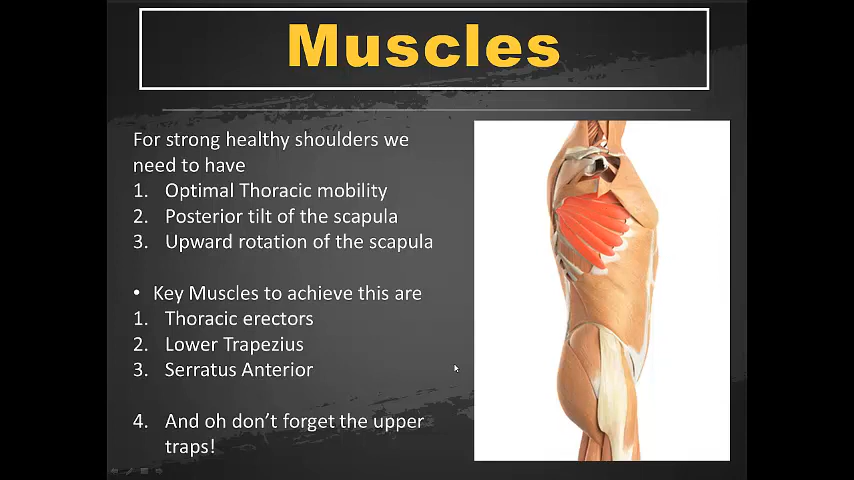 Muscles
For strong healthy shoulders we
need to have
1. Optimal Thoracic mobility
2. Posterior tilt of the scapula
3. Upward rotation of the scapula
• Key Muscles to achieve this are
1. Thoracic erectors
2. Lower Trapezius
3. Serratus Anterior
4. And oh don’t forget the upper
traps!